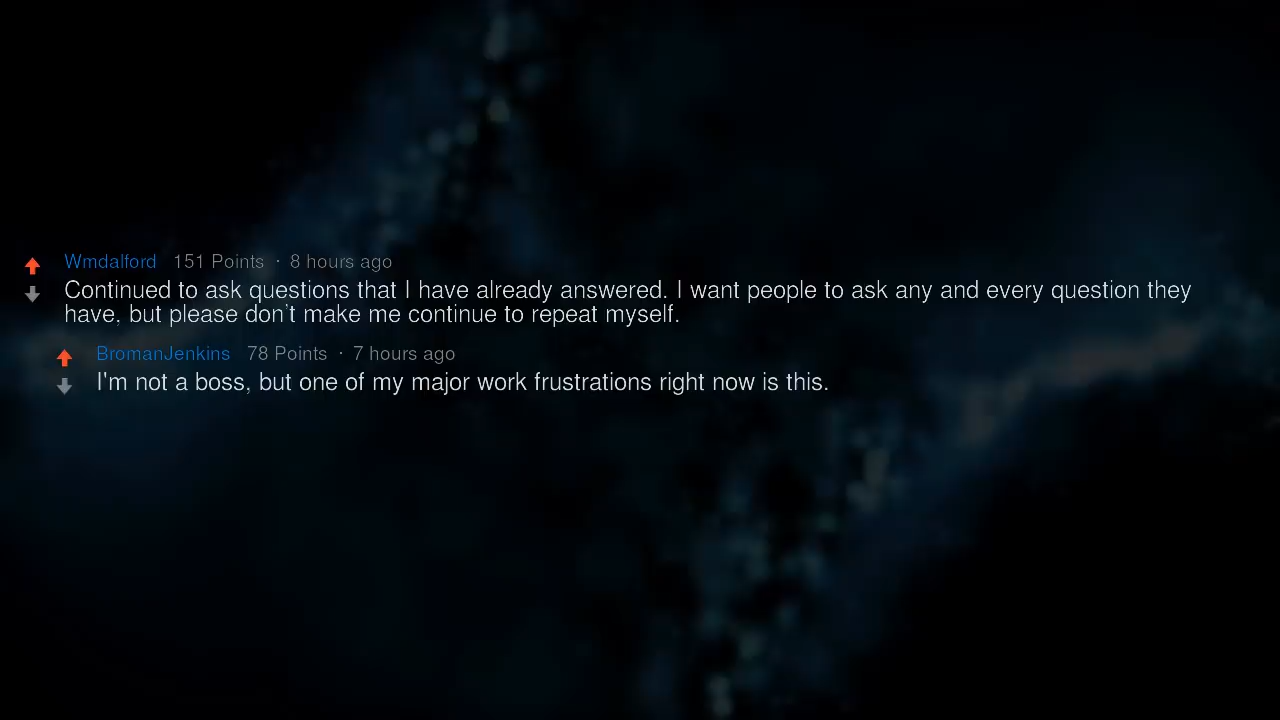 Wmdalford 151 Points · 8 hours ago
Continued to ask questions that I have already answered. I want people to ask any and every question they
have, but please don't make me continue to repeat myself.
BromanJenkins 78 Points · 7 hours ago
I'm not a boss, but one of my major work frustrations right now is this.